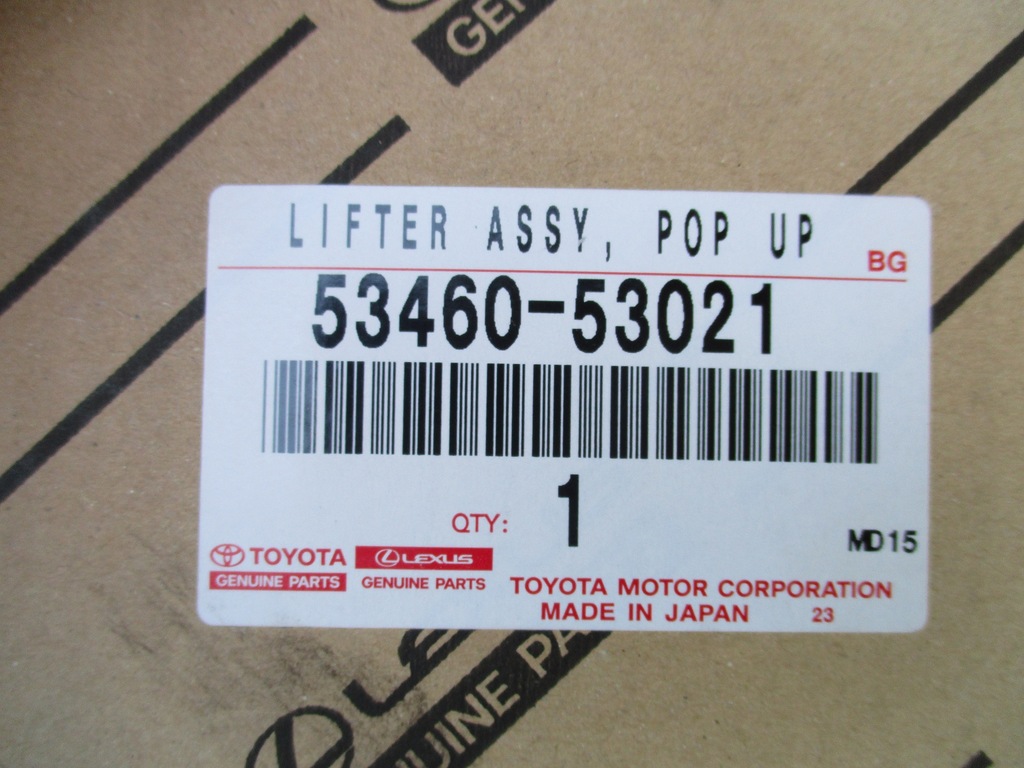 GEN
LIFTER ASSY, POP UP
BG
53460-53021
QTY: 1
MD15
TOYOTA LEXUS
GENUINE PARTS GENUINE PARTS
TOYOTA MOTOR CORPORATION
MADE IN JAPAN 23
LE
UINE PA